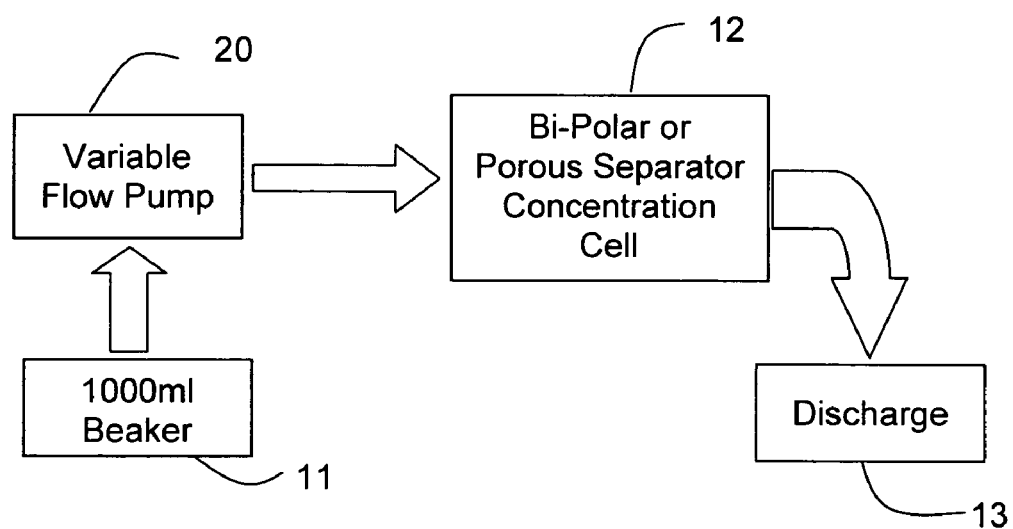 20
12
Variable
Flow Pump
Bi-Polar or
Porous Separator
Concentration
Cell
1000ml
Beaker
11
Discharge
13